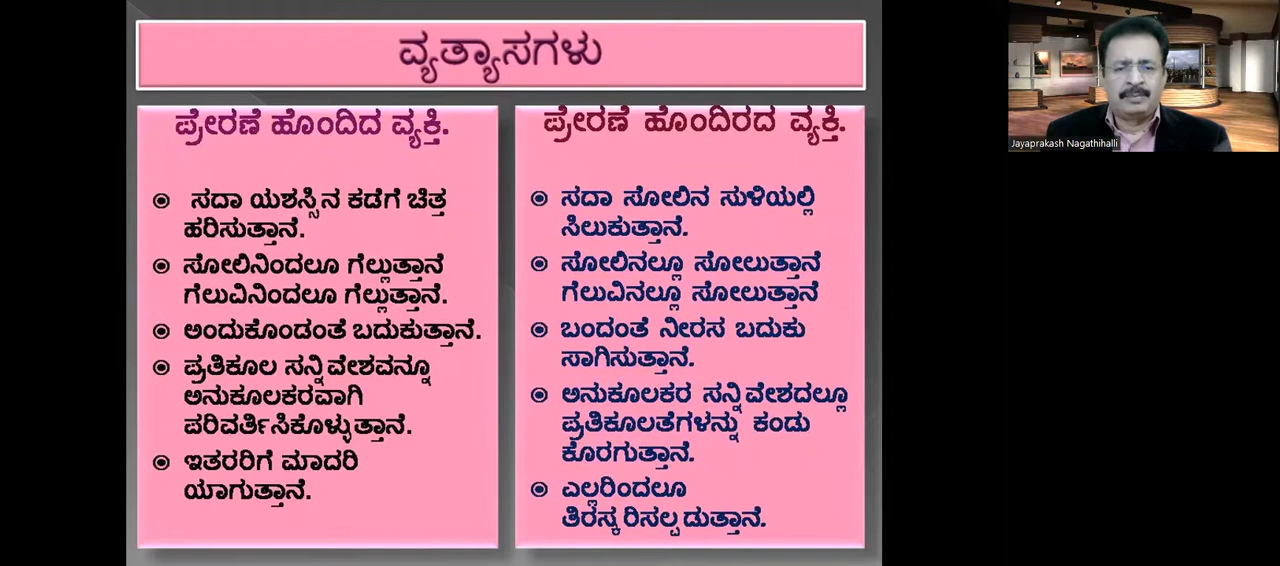 ವ್ಯತ್ಯಾಸಗಳು
ಪ್ರೇರಣೆ ಹೊಂದಿದ ವ್ಯಕ್ತಿ.
ಸದಾ ಯಶಸ್ಸಿನ ಕಡೆಗೆ ಚಿತ್ತ
ಹರಿಸುತ್ತಾನೆ.
ಸೋಲಿನಿಂದಲೂ ಗೆಲ್ಲುತ್ತಾನೆ
ಗೆಲುವಿನಿಂದಲೂ ಗೆಲ್ಲುತ್ತಾನೆ.
ಅಂದುಕೊಂಡಂತೆ ಬದುಕುತ್ತಾನೆ.
ಪ್ರತಿಕೂಲ ಸನ್ನಿವೇಶವನ್ನೂ
ಅನುಕೂಲಕರವಾಗಿ
ಪರಿವರ್ತಿಸಿಕೊಳ್ಳುತ್ತಾನೆ.
ಇತರರಿಗೆ ಮಾದರಿ
ಯಾಗುತ್ತಾನೆ.
ಪ್ರೇರಣೆ ಹೊಂದಿರದ ವ್ಯಕ್ತಿ.
ಸದಾ ಸೋಲಿನ ಸುಳಿಯಲ್ಲಿ
ಸಿಲುಕುತ್ತಾನೆ.
ಸೋಲಿನಲ್ಲೂ ಸೋಲುತ್ತಾನೆ
ಗೆಲುವಿನಲ್ಲೂ ಸೋಲುತ್ತಾನೆ
ಬಂದಂತೆ ನೀರಸ ಬದುಕು
ಸಾಗಿಸುತ್ತಾನೆ.
ಅನುಕೂಲಕರ ಸನ್ನಿವೇಶದಲ್ಲೂ
ಪ್ರತಿಕೂಲತೆಗಳನ್ನು ಕಂಡು
ಕೊರಗುತ್ತಾನೆ.
ಎಲ್ಲರಿಂದಲೂ
ತಿರಸ್ಕರಿಸಲ್ಪಡುತ್ತಾನೆ.
Jayaprakash Nagathihalli